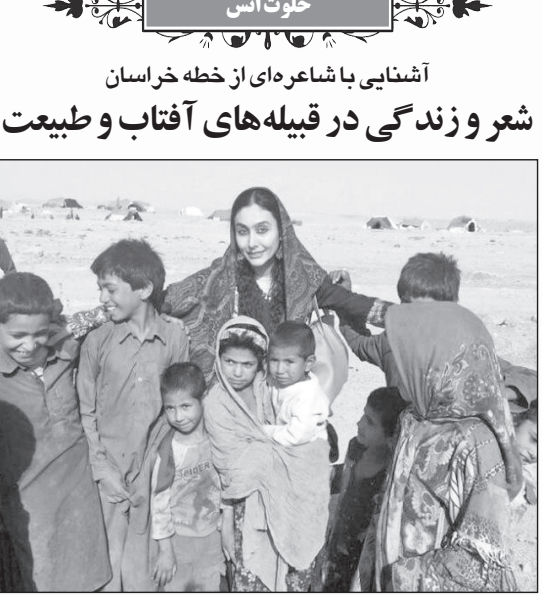 خلوت انس
آشنایی با شاعره‌ای از خطه خراسان
شعر و زندگی در قبیله‌های آفتاب و طبیعت